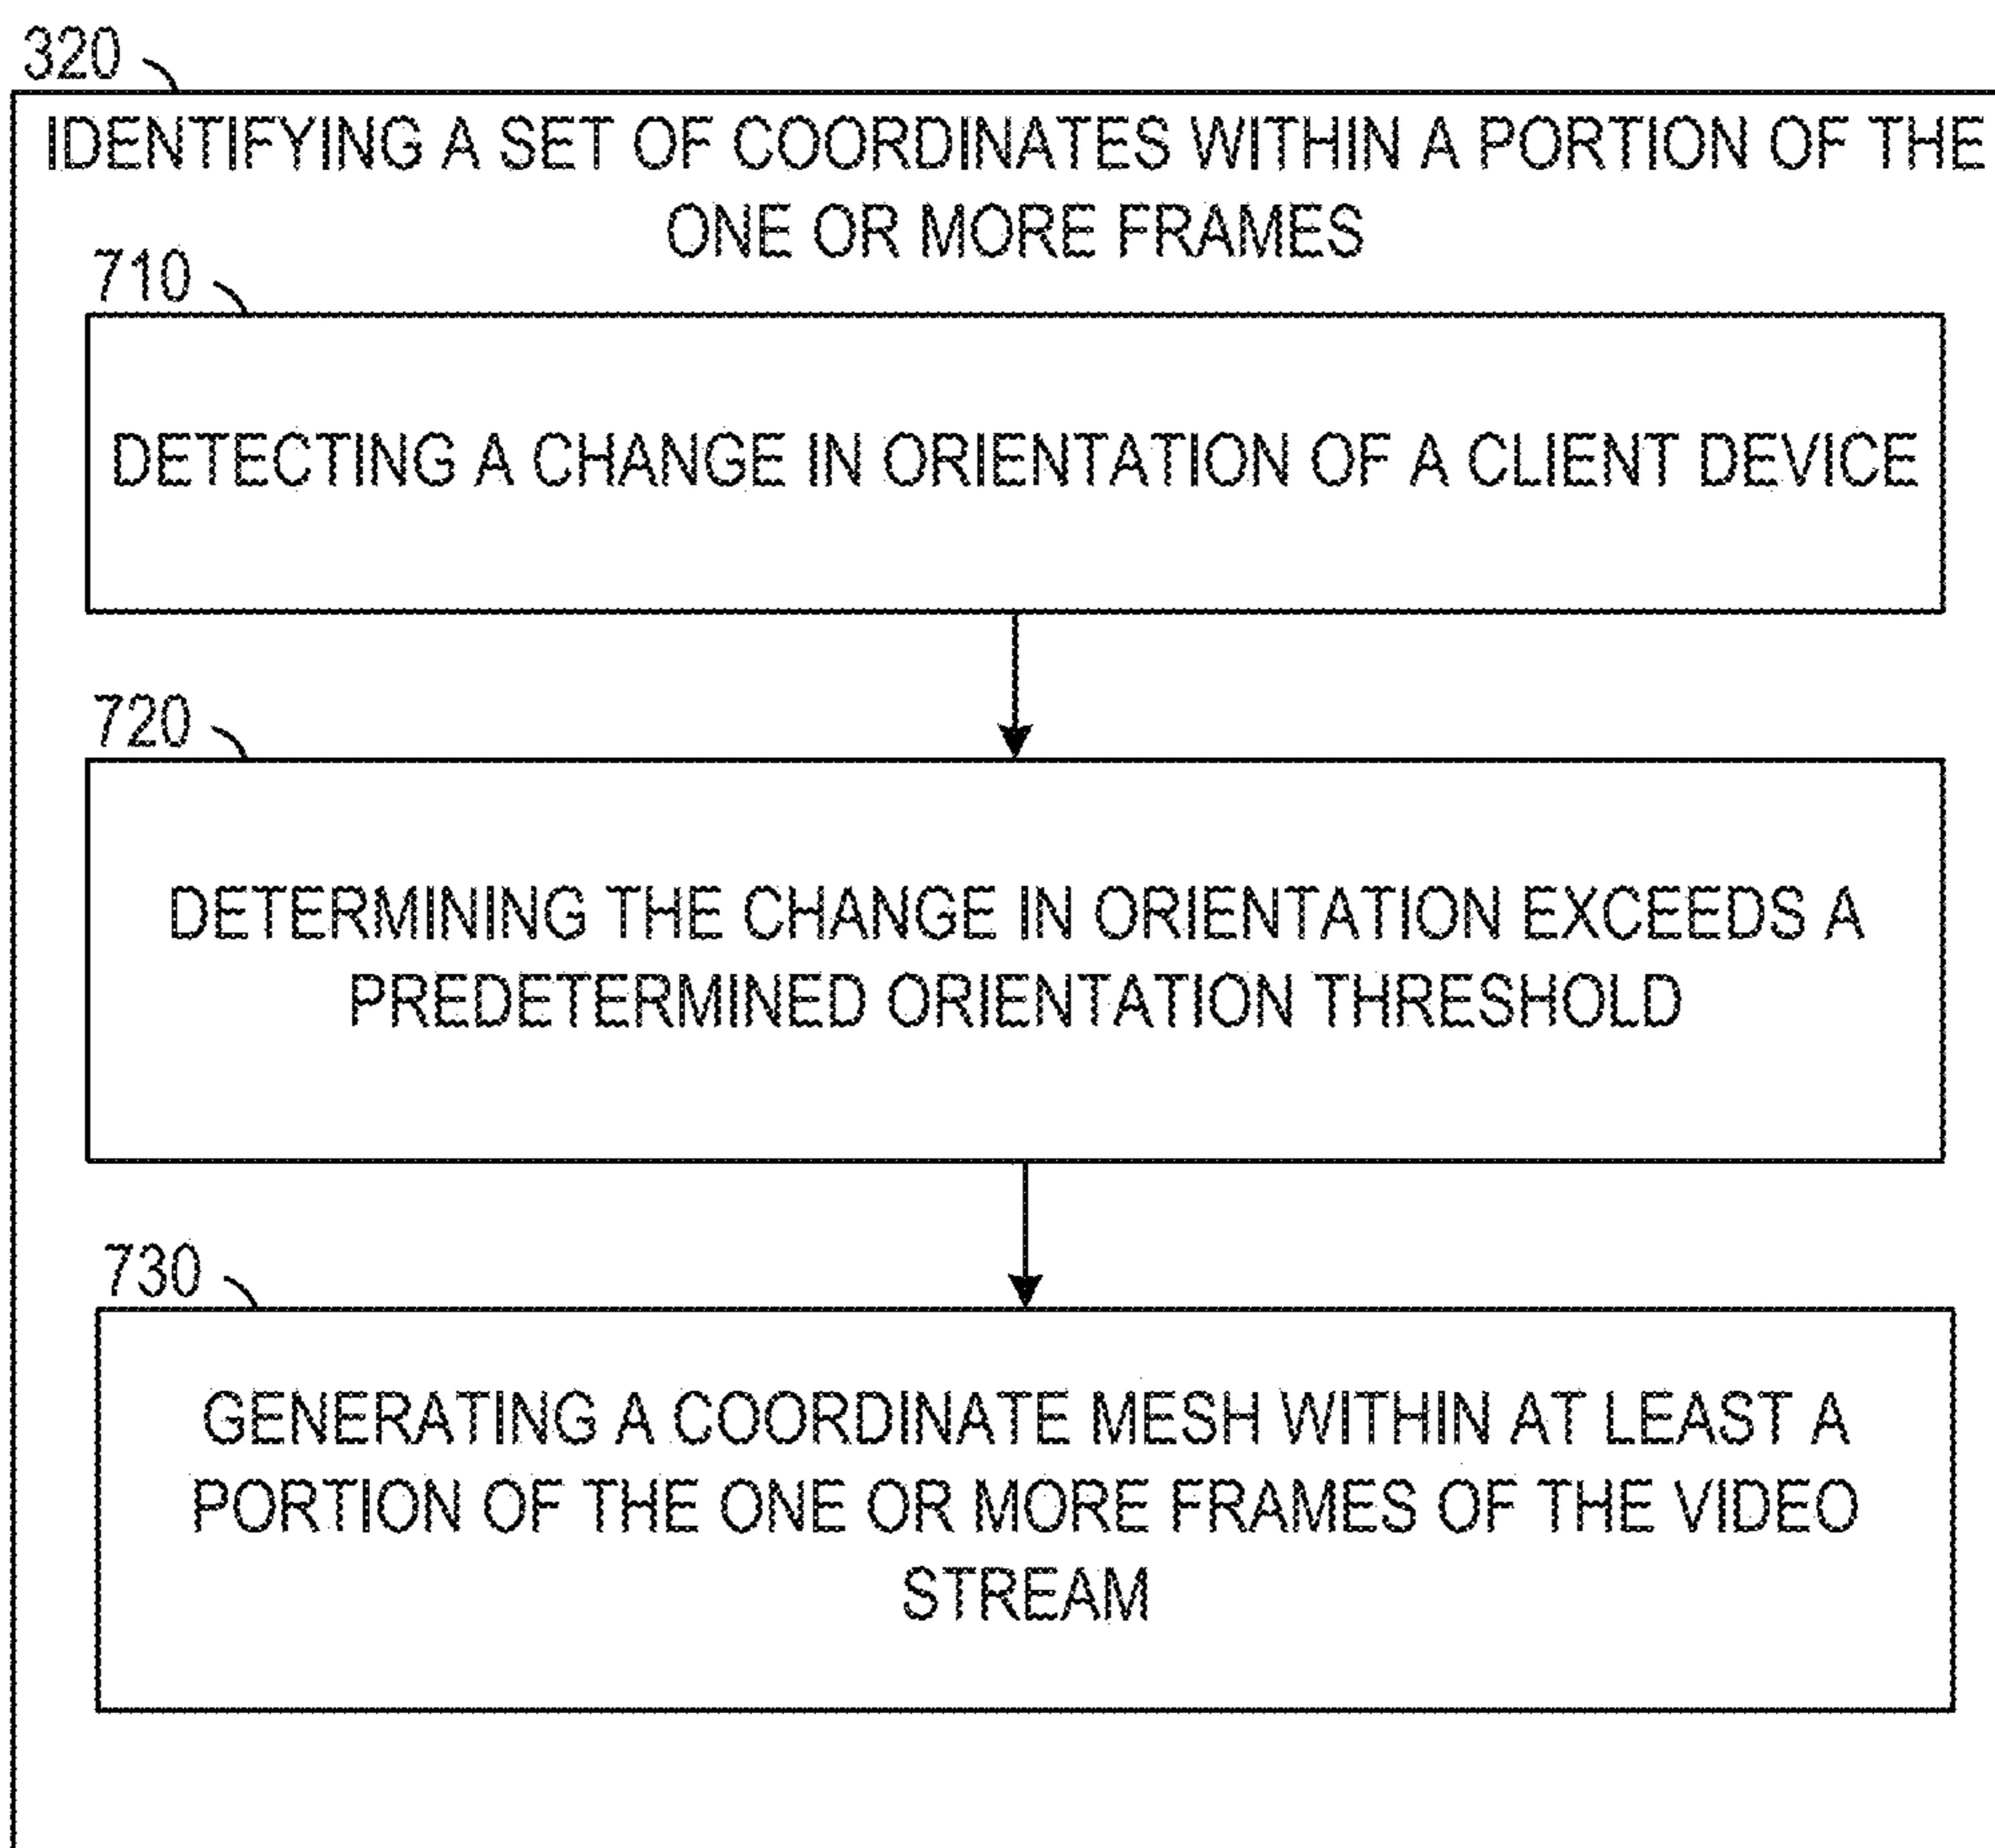 320
IDENTIFYING A SET OF COORDINATES WITHIN A PORTION OF THE
ONE OR MORE FRAMES
710
DETECTING A CHANGE IN ORIENTATION OF A CLIENT DEVICE
720
DETERMINING THE CHANGE IN ORIENTATION EXCEEDS A
PREDETERMINED ORIENTATION THRESHOLD
730
GENERATING A COORDINATE MESH WITHIN AT LEAST A
PORTION OF THE ONE OR MORE FRAMES OF THE VIDEO
STREAM